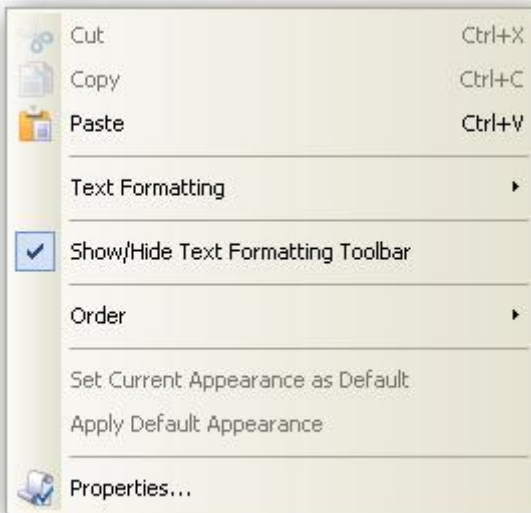 Cut Ctrl+X
Copy Ctrl+C
Paste Ctrl+V
Text Formatting
Show/Hide Text Formatting Toolbar
Order
Set Current Appearance as Default
Apply Default Appearance
Properties...